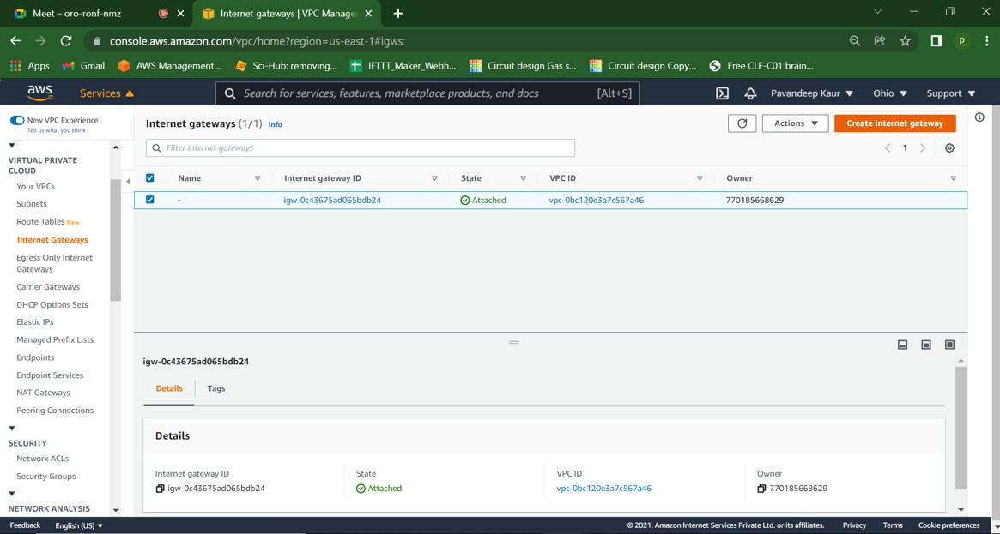 Meet – oro-ronf-nmz
Internet gateways | VPC Manage
console.aws.amazon.com/vpc/home?region=us-east-1#igws:
p
Apps Gmail AWS Management... Sci-Hub: removing... IFTTT_Maker_Webh... Circuit design Gas s... Circuit design Copy... Free CLF-C01 brain...
aws Services Search for services, features, marketplace products, and docs [Alt+S] Pavandeep Kaur Ohio Support
New VPC Experience
Tell us what you think
VIRTUAL PRIVATE
CLOUD
Your VPCs
Subnets
Route Tables New
Internet Gateways
Egress Only Internet
Gateways
Carrier Gateways
DHCP Options Sets
Elastic IPs
Managed Prefix Lists
Endpoints
Endpoint Services
NAT Gateways
Peering Connections
SECURITY
Network ACLs
Security Groups
NETWORK ANALYSIS
Internet gateways (1/1) Info
Actions
Create internet gateway
Filter internet gateways
1
Name Internet gateway ID State VPC ID Owner
– igw-0c43675ad065bdb24 Attached vpc-0bc120e3a7c567a46 770185668629
igw-0c43675ad065bdb24
Details Tags
Details
Internet gateway ID State VPC ID Owner
igw-0c43675ad065bdb24 Attached vpc-0bc120e3a7c567a46 770185668629
Feedback English (US) © 2021, Amazon Internet Services Private Ltd. or its affiliates. Privacy Terms Cookie preferences